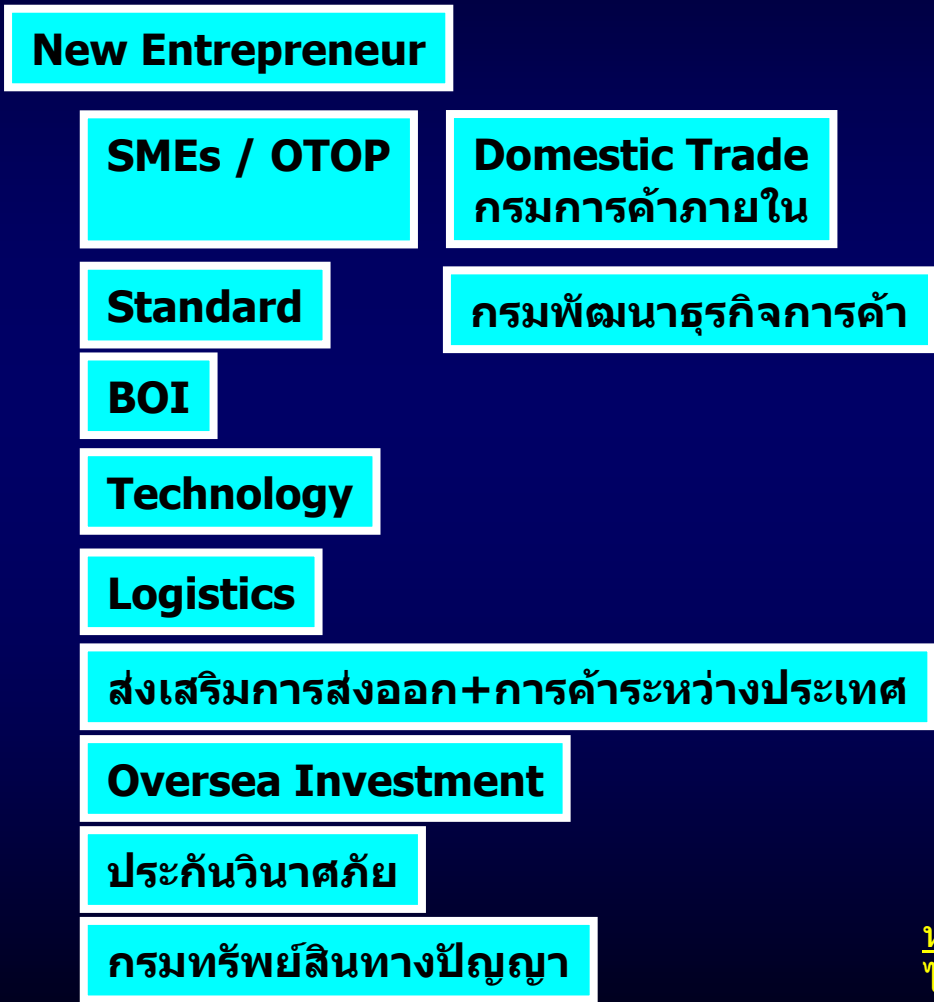 New Entrepreneur
SMEs / OTOP
Domestic Trade
กรมการค้าภายใน
Standard
กรมพัฒนาธุรกิจการค้า
BOI
Technology
Logistics
ส่งเสริมการส่งออก+การค้าระหว่างประเทศ
Oversea Investment
ประกันวินาศภัย
กรมทรัพย์สินทางปัญญา